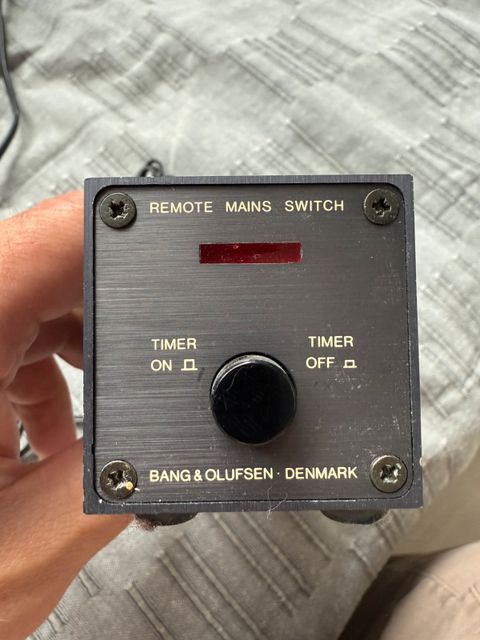 REMOTE MAINS SWITCH
TIMER
ON
TIMER
OFF
BANG & OLUFSEN · DENMARK